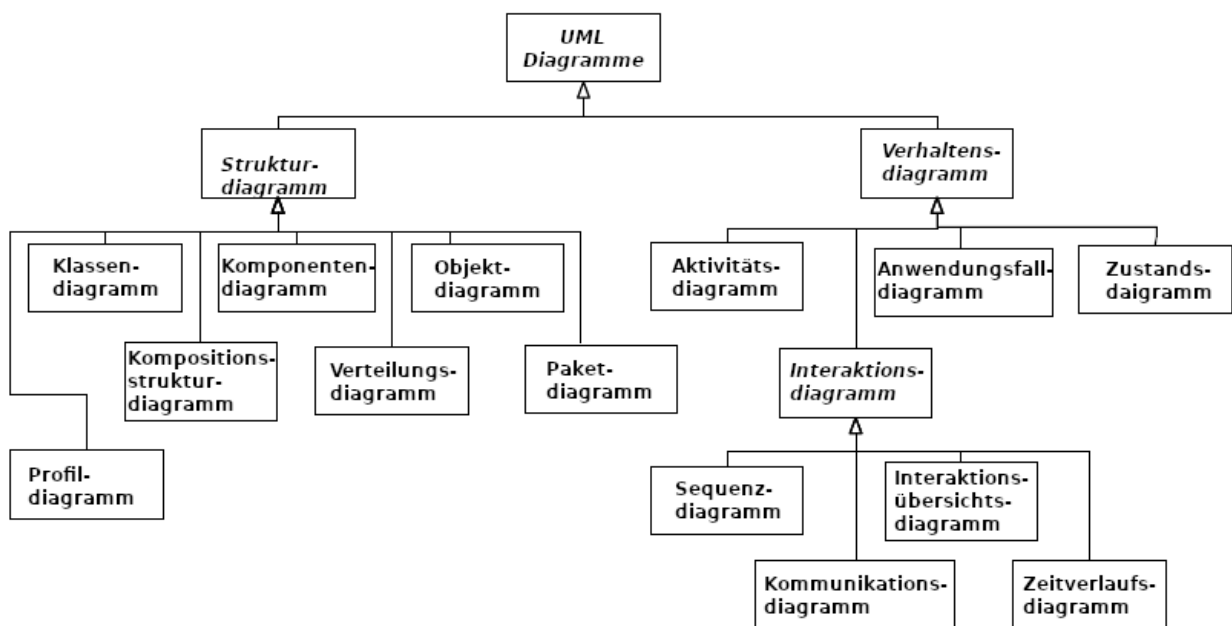 UML
Diagramme
Struktur-
diagramm
Verhaltens-
diagramm
Klassen-
diagramm
Komponenten-
diagramm
Objekt-
diagramm
Aktivitäts-
diagramm
Anwendungsfall-
diagramm
Zustands-
daigramm
Kompositions-
struktur-
diagramm
Verteilungs-
diagramm
Paket-
diagramm
Interaktions-
diagramm
Profil-
diagramm
Sequenz-
diagramm
Interaktions-
übersichts-
diagramm
Kommunikations-
diagramm
Zeitverlaufs-
diagramm